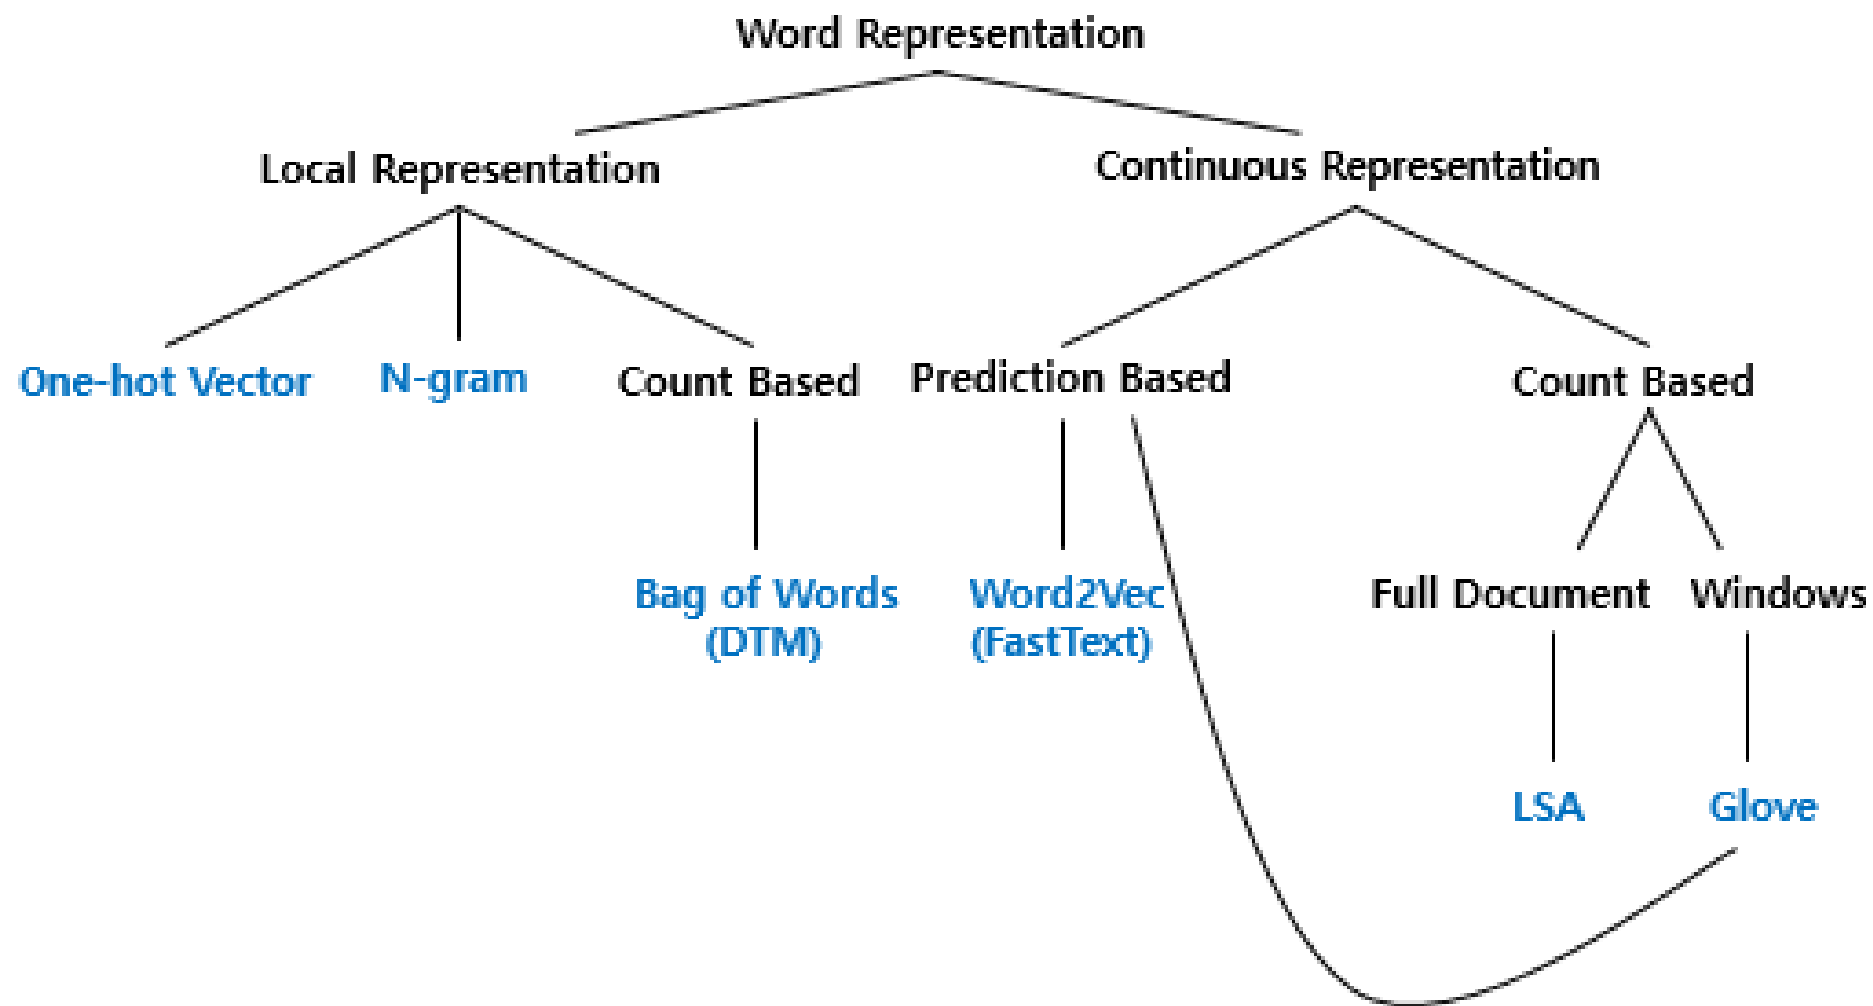 Word Representation
Local Representation
Continuous Representation
One-hot Vector
N-gram
Count Based
Prediction Based
Count Based
Bag of Words
(DTM)
Word2Vec
(FastText)
Full Document
Windows
LSA
Glove